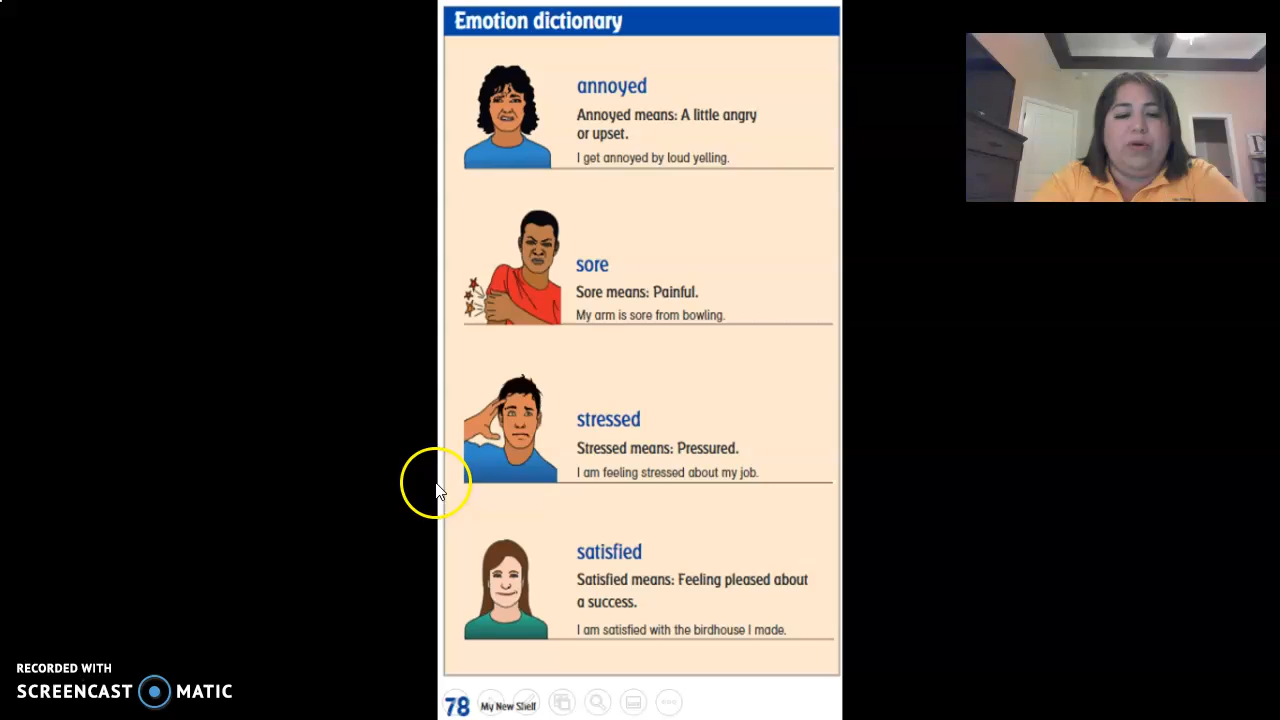 Emotion dictionary
annoyed
Annoyed means: A little angry
or upset.
I get annoyed by loud yelling.
sore
Sore means: Painful.
My arm is sore from bowling.
stressed
Stressed means: Pressured.
I am feeling stressed about my job.
satisfied
Satisfied means: Feeling pleased about
a success.
I am satisfied with the birdhouse I made.
78 My New Shelf
RECORDED WITH
SCREENCAST MATIC